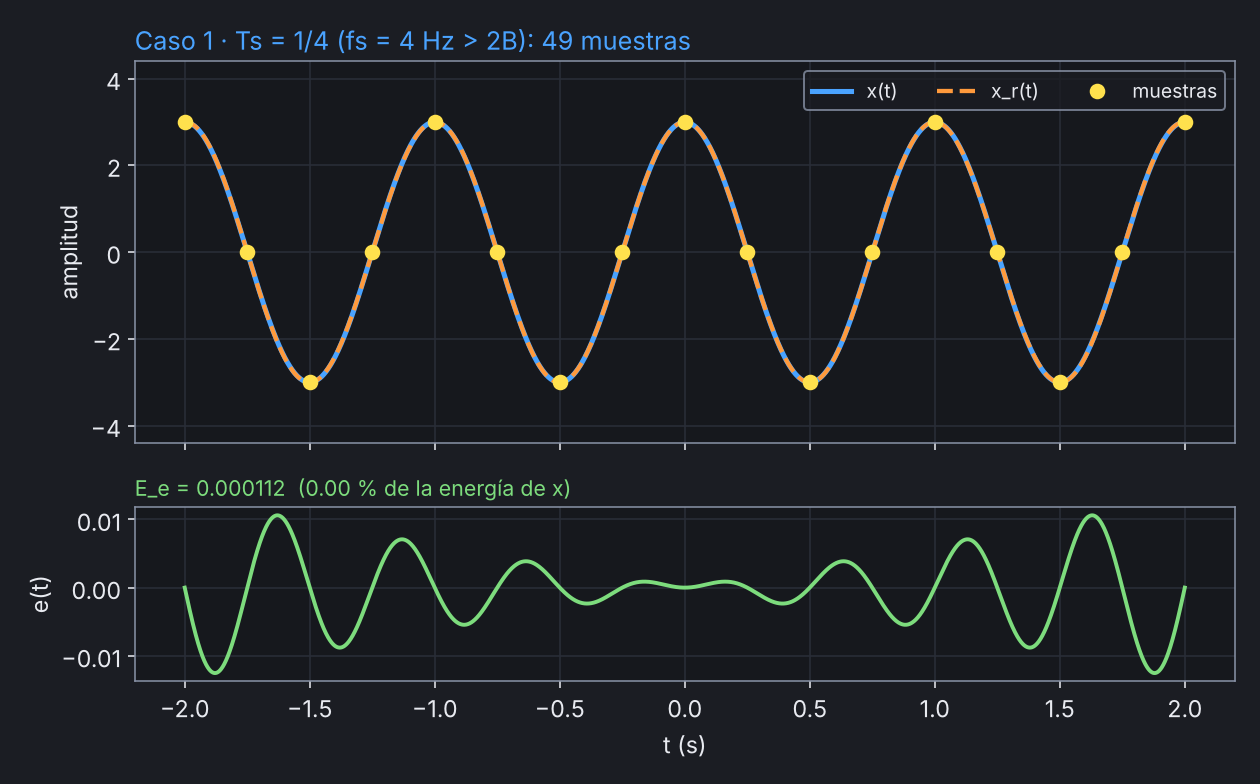 Caso 1 · Ts = 1/4 (fs = 4 Hz > 2B): 49 muestras
x(t) x_r(t) muestras
4
2
0
−2
−4
amplitud
E_e = 0.000112 (0.00 % de la energía de x)
0.01
0.00
−0.01
e(t)
−2.0 −1.5 −1.0 −0.5 0.0 0.5 1.0 1.5 2.0
t (s)